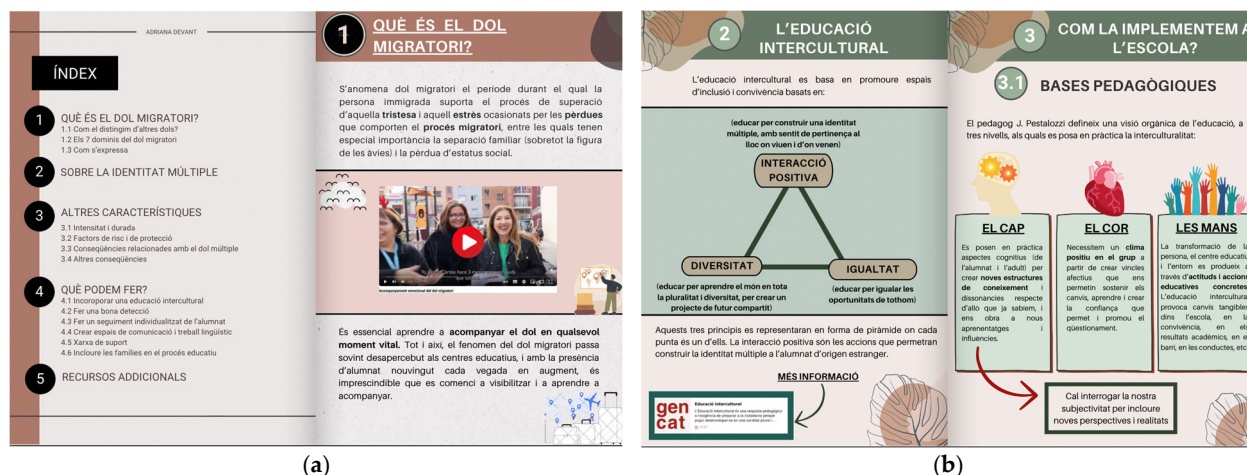 ADRIANA DEVANT
ÍNDEX
1
QUÈ ÉS EL DOL MIGRATORI?
1.1 Com el distingim d'altres dols?
1.2 Els 7 dominis del dol migratori
1.3 Com s'expressa
2
SOBRE LA IDENTITAT MÚLTIPLE
3
ALTRES CARACTERÍSTIQUES
3.1 Intensitat i durada
3.2 Factors de risc i de protecció
3.3 Conseqüències relacionades amb el dol múltiple
3.4 Altres conseqüències
4
QUÈ PODEM FER?
4.1 Incoroporar una educació intercultural
4.2 Fer una bona detecció
4.3 Fer un seguiment individualitzat de l'alumnat
4.4 Crear espais de comunicació i treball lingüístic
4.5 Xarxa de suport
4.6 Incloure les famílies en el procés educatiu
5
RECURSOS ADDICIONALS
1
QUÈ ÉS EL DOL
MIGRATORI?
S'anomena dol migratori el periode durant el qual la
persona immigrada suporta el procés de superació
d'aquella tristesa i aquell estrès ocasionats per les pèrdues
que comporten el procés migratori, entre les quals tenen
especial importància la separació familiar (sobretot la figura
de les àvies) i la pèrdua d'estatus social.
Acompanyament emocional del dol migratori
És essencial aprendre a acompanyar el dol en qualsevol
moment vital. Tot i així, el fenomen del dol migratori passa
sovint desapercebut als centres educatius, i amb la presència
d'alumnat nouvingut cada vegada en augment, és
imprescindible que es comenci a visibilitzar i a aprendre a
acompanyar.
(a)
2
L'EDUCACIÓ
INTERCULTURAL
L'educació intercultural es basa en promoure espais
d'inclusió i convivència basats en:
(educar per construir una identitat
múltiple, amb sentit de pertinença al
lloc on viuen i d'on venen)
INTERACCIÓ
POSITIVA
DIVERSITAT
IGUALTAT
(educar per aprendre el món en tota
la pluralitat i diversitat, per crear un
projecte de futur compartit)
(educar per igualar les
oportunitats de tothom)
Aquests tres principis es representaran en forma de piràmide on cada
punta és un d'ells. La interacció positiva són les accions que permetran
construir la identitat múltiple a l'alumnat d'origen estranger.
MÉS INFORMACIÓ
gen
cat
Educació intercultural
3
COM LA IMPLEMENTEM A
L'ESCOLA?
3.1
BASES PEDAGÒGIQUES
El pedagog J. Pestalozzi defineix una visió orgànica de l'educació, a
tres nivells, als quals es posa en pràctica la interculturalitat:
EL CAP
Es posen en pràctica
aspectes cognitius (de
l'alumnat i l'adult) per
crear noves estructures
de coneixement i
dissonàncies respecte
d'allò que ja sabiem, i
ens obra a nous
aprenentatges i
influències.
EL COR
Necessitem un clima
positiu en el grup a
partir de crear vincles
afectius que ens
permetin sostenir els
canvis, aprendre i crear
la confiança que
permet i promou el
qüestionament.
LES MANS
La transformació de la
persona, el centre educatiu
i l'entorn es produeix a
través d'actituds i accions
educatives concretes.
L'educació intercultural
provoca canvis tangibles
dins l'escola, en la
convivència, en els
resultats acadèmics, en el
barri, en les conductes, etc.
Cal interrogar la nostra
subjectivitat per incloure
noves perspectives i realitats
(b)